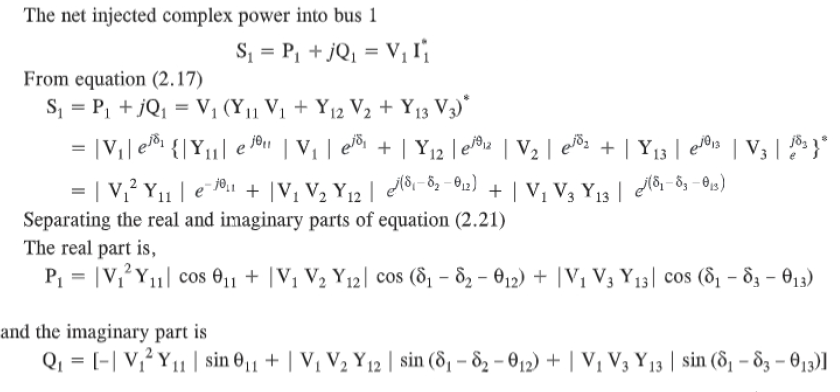 The net injected complex power into bus 1
S₁ = P₁ + jQ₁ = V₁ I₁*
From equation (2.17)
S₁ = P₁ + jQ₁ = V₁ (Y₁₁ V₁ + Y₁₂ V₂ + Y₁₃ V₃)*
= |V₁| e^{jδ₁} {|Y₁₁| e^{jθ₁₁} | V₁ | e^{jδ₁} + | Y₁₂ | e^{jθ₁₂} | V₂ | e^{jδ₂} + | Y₁₃ | e^{jθ₁₃} | V₃ | e^{jδ₃} }*
= | V₁² Y₁₁ | e^{-jθ₁₁} + |V₁ V₂ Y₁₂ | e^{j(δ₁-δ₂-θ₁₂)} + | V₁ V₃ Y₁₃ | e^{j(δ₁-δ₃-θ₁₃)}
Separating the real and imaginary parts of equation (2.21)
The real part is,
P₁ = |V₁² Y₁₁| cos θ₁₁ + |V₁ V₂ Y₁₂| cos (δ₁ – δ₂ – θ₁₂) + |V₁ V₃ Y₁₃| cos (δ₁ – δ₃ – θ₁₃)
and the imaginary part is
Q₁ = [–| V₁² Y₁₁ | sin θ₁₁ + | V₁ V₂ Y₁₂ | sin (δ₁ – δ₂ – θ₁₂) + | V₁ V₃ Y₁₃ | sin (δ₁ – δ₃ – θ₁₃)]